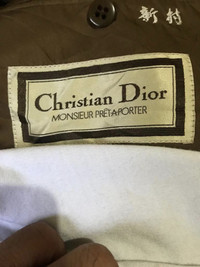 新村
Christian Dior
MONSIEUR PRÊT-À-PORTER